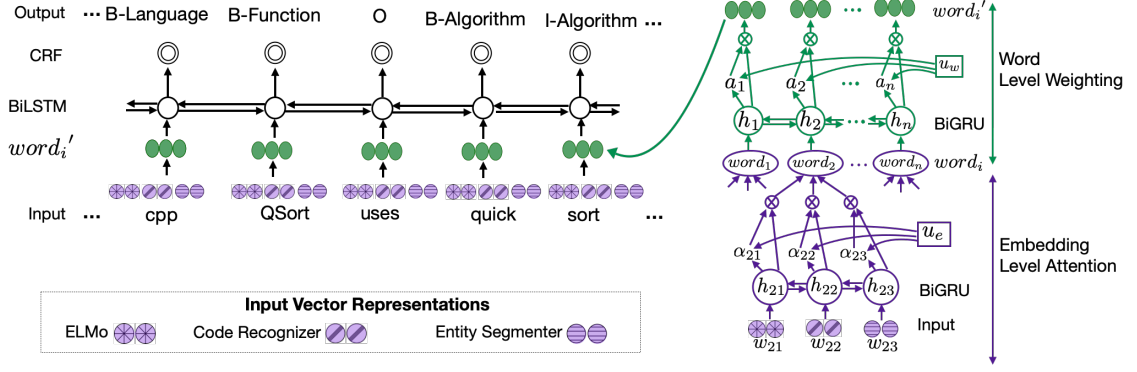 Output ... B-Language B-Function O B-Algorithm I-Algorithm ...
CRF
BiLSTM
word_i'
Input ... cpp QSort uses quick sort ...
Input Vector Representations
ELMo Code Recognizer Entity Segmenter
... word_i'
u_w
Word
Level Weighting
a_1 a_2 ... a_n
h_1 h_2 ... h_n BiGRU
word_1 word_2 ... word_n word_i
u_e
α_21 α_22 α_23
Embedding
Level Attention
h_21 h_22 h_23 BiGRU
Input
w_21 w_22 w_23